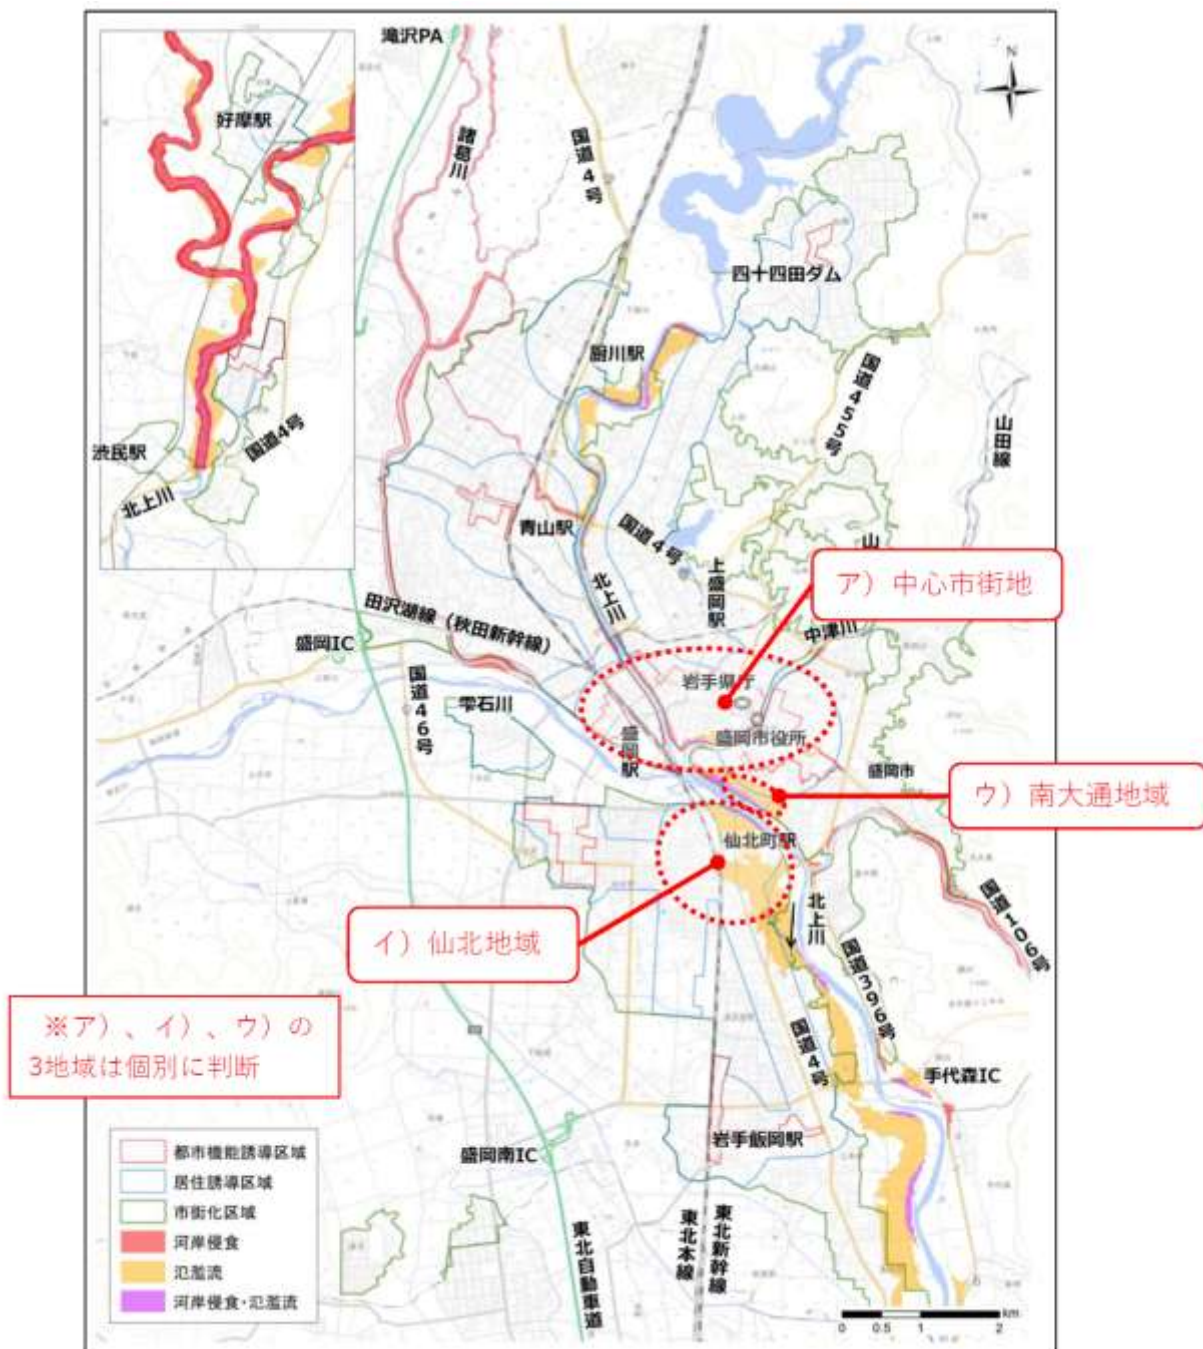 滝沢PA
N
好摩駅
諸葛川
国道4号
四十四田ダム
厨川駅
国道455号
山田線
渋民駅
国道4号
北上川
青山駅
国道4号
上盛岡駅
山
ア）中心市街地
北上川
中津川
田沢湖線（秋田新幹線）
盛岡IC
国道46号
雫石川
岩手県庁
盛岡市役所
盛岡駅
盛岡市
ウ）南大通地域
仙北町駅
イ）仙北地域
北上川
国道106号
国道396号
※ア）、イ）、ウ）の
3地域は個別に判断
国道4号
手代森IC
岩手飯岡駅
盛岡南IC
都市機能誘導区域
居住誘導区域
市街化区域
河岸侵食
氾濫流
河岸侵食・氾濫流
東北自動車道
東北本線
東北新幹線
km
0 0.5 1 2